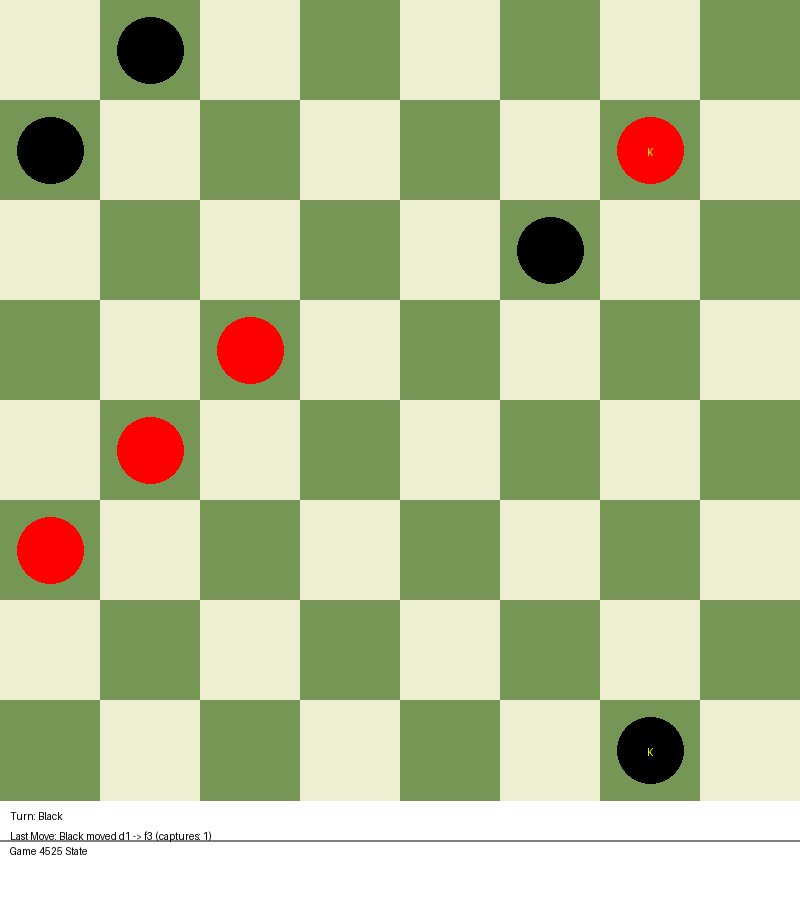 K
K
Turn: Black
Last Move: Black moved d1 -> f3 (captures: 1)
Game 4525 State